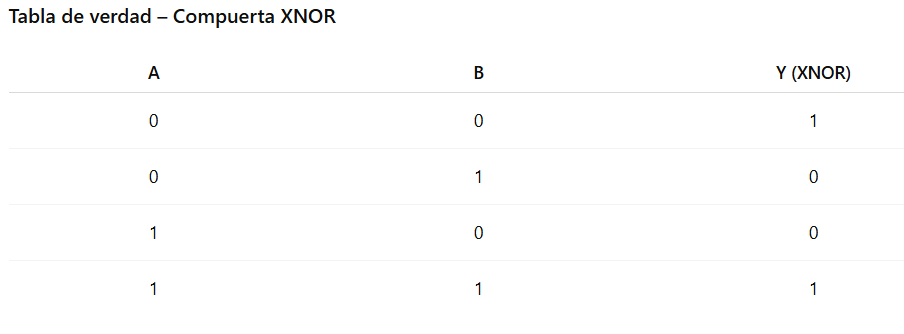 Tabla de verdad – Compuerta XNOR
A B Y (XNOR)
0 0 1
0 1 0
1 0 0
1 1 1